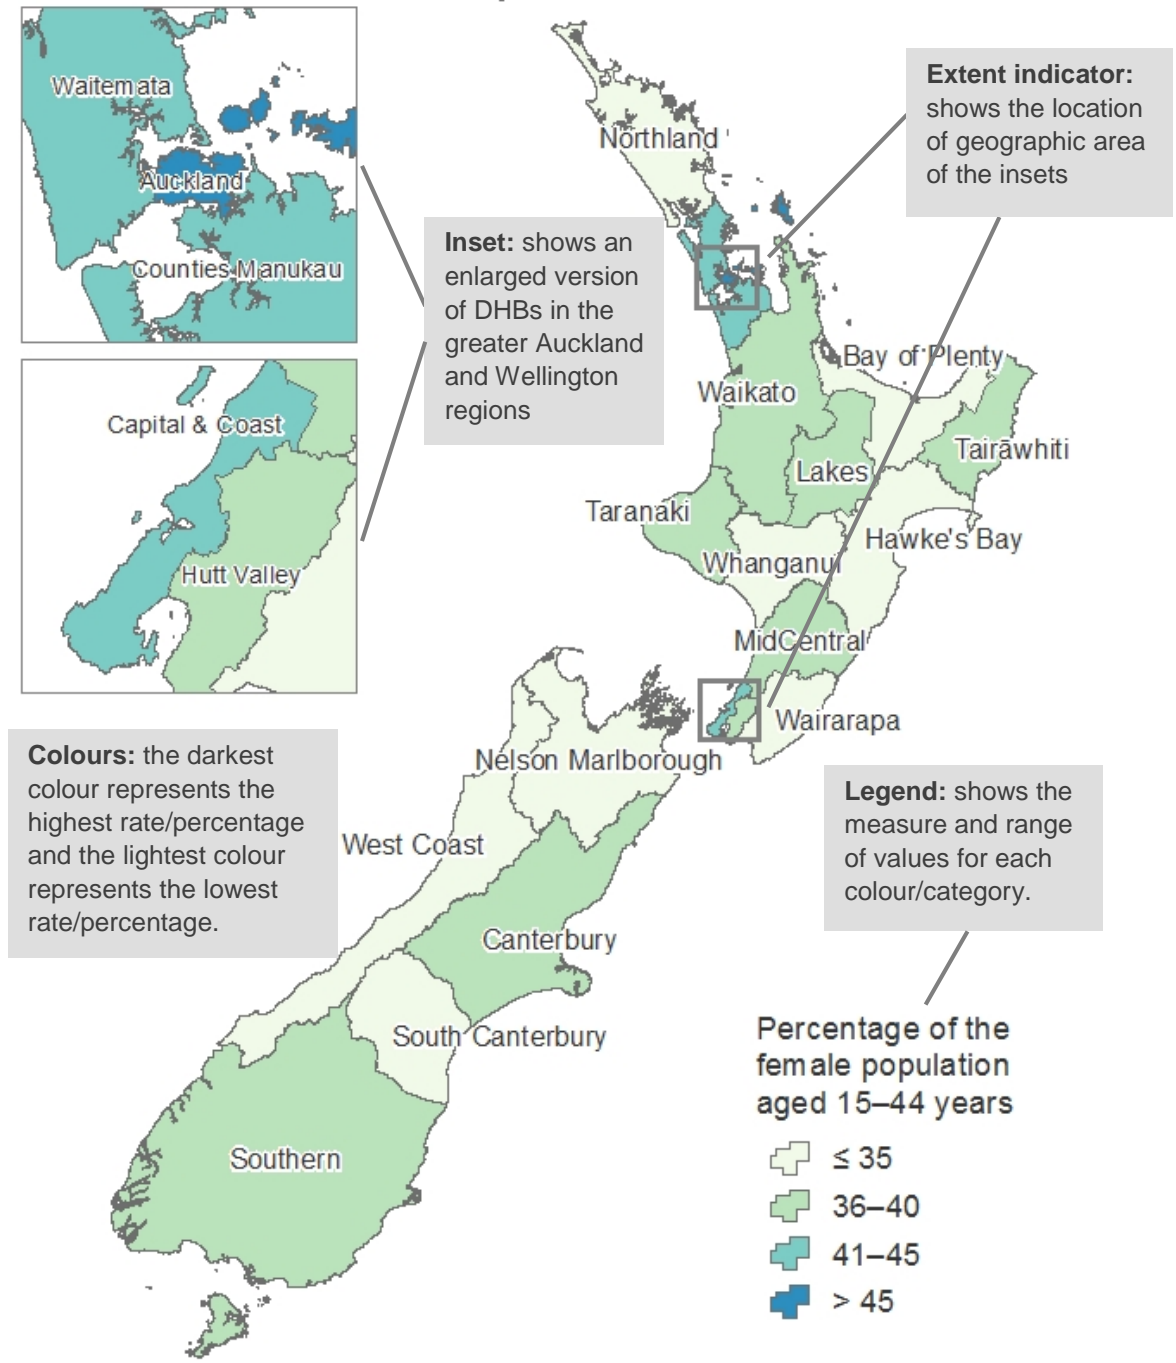 Waitemata
Auckland
Counties Manukau
Capital & Coast
Hutt Valley
Inset: shows an
enlarged version
of DHBs in the
greater Auckland
and Wellington
regions
Extent indicator:
shows the location
of geographic area
of the insets
Northland
Bay of Plenty
Waikato
Tairāwhiti
Lakes
Taranaki
Hawke's Bay
Whanganui
MidCentral
Wairarapa
Nelson Marlborough
West Coast
Canterbury
South Canterbury
Southern
Colours: the darkest
colour represents the
highest rate/percentage
and the lightest colour
represents the lowest
rate/percentage.
Legend: shows the
measure and range
of values for each
colour/category.
Percentage of the
female population
aged 15–44 years
≤ 35
36–40
41–45
> 45